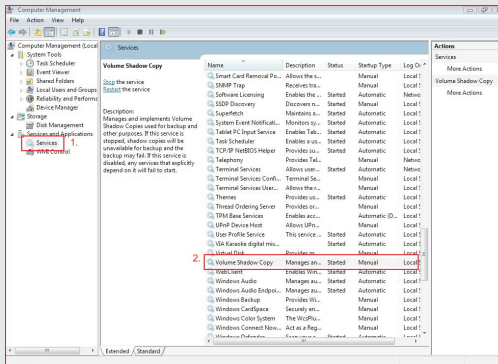 Computer Management
File Action View Help
Computer Management (Local
System Tools
Task Scheduler
Event Viewer
Shared Folders
Local Users and Groups
Reliability and Performa
Device Manager
Storage
Disk Management
Services and Applications
Services
1.
WMI Control
Services
Volume Shadow Copy
Stop the service
Restart the service
Description:
Manages and implements Volume
Shadow Copies used for backup and
other purposes. If this service is
stopped, shadow copies will be
unavailable for backup and the
backup may fail. If this service is
disabled, any services that explicitly
depend on it will fail to start.
Name Description Status Startup Type Log On
Smart Card Removal Po... Allows the s... Manual Local S
SNMP Trap Receives tra... Manual Local S
Software Licensing Enables the ... Started Automatic Netwo
SSDP Discovery Discovers n... Started Manual Local S
Superfetch Maintains a... Started Automatic Local S
System Event Notificati... Monitors sy... Started Automatic Local S
Tablet PC Input Service Enables Tab... Started Automatic Local S
Task Scheduler Enables a us... Started Automatic Local S
TCP/IP NetBIOS Helper Provides su... Started Automatic Local S
Telephony Provides Tel... Manual Netwo
Terminal Services Allows user... Started Automatic Netwo
Terminal Services Confi... Terminal Se... Manual Local S
Terminal Services User... Allows the r... Manual Local S
Themes Provides us... Started Automatic Local S
Thread Ordering Server Provides or... Manual Local S
TPM Base Services Enables acc... Automatic (D... Local S
UPnP Device Host Allows UPn... Manual Local S
User Profile Service This service ... Started Automatic Local S
VIA Karaoke digital mix... Started Automatic Local S
Virtual Disk Provides m... Manual Local S
2.
Volume Shadow Copy Manages an... Started Manual Local S
WebClient Enables Win... Started Automatic Local S
Windows Audio Manages au... Started Automatic Local S
Windows Audio Endpoi... Manages au... Started Automatic Local S
Windows Backup Provides Wi... Manual Local S
Windows CardSpace Securely en... Manual Local S
Windows Color System The WcsPlu... Manual Local S
Windows Connect Now... Act as a Reg... Manual Local S
Windows Defender Started Automatic Local S
Extended Standard
Actions
Services
More Actions
Volume Shadow Copy
More Actions